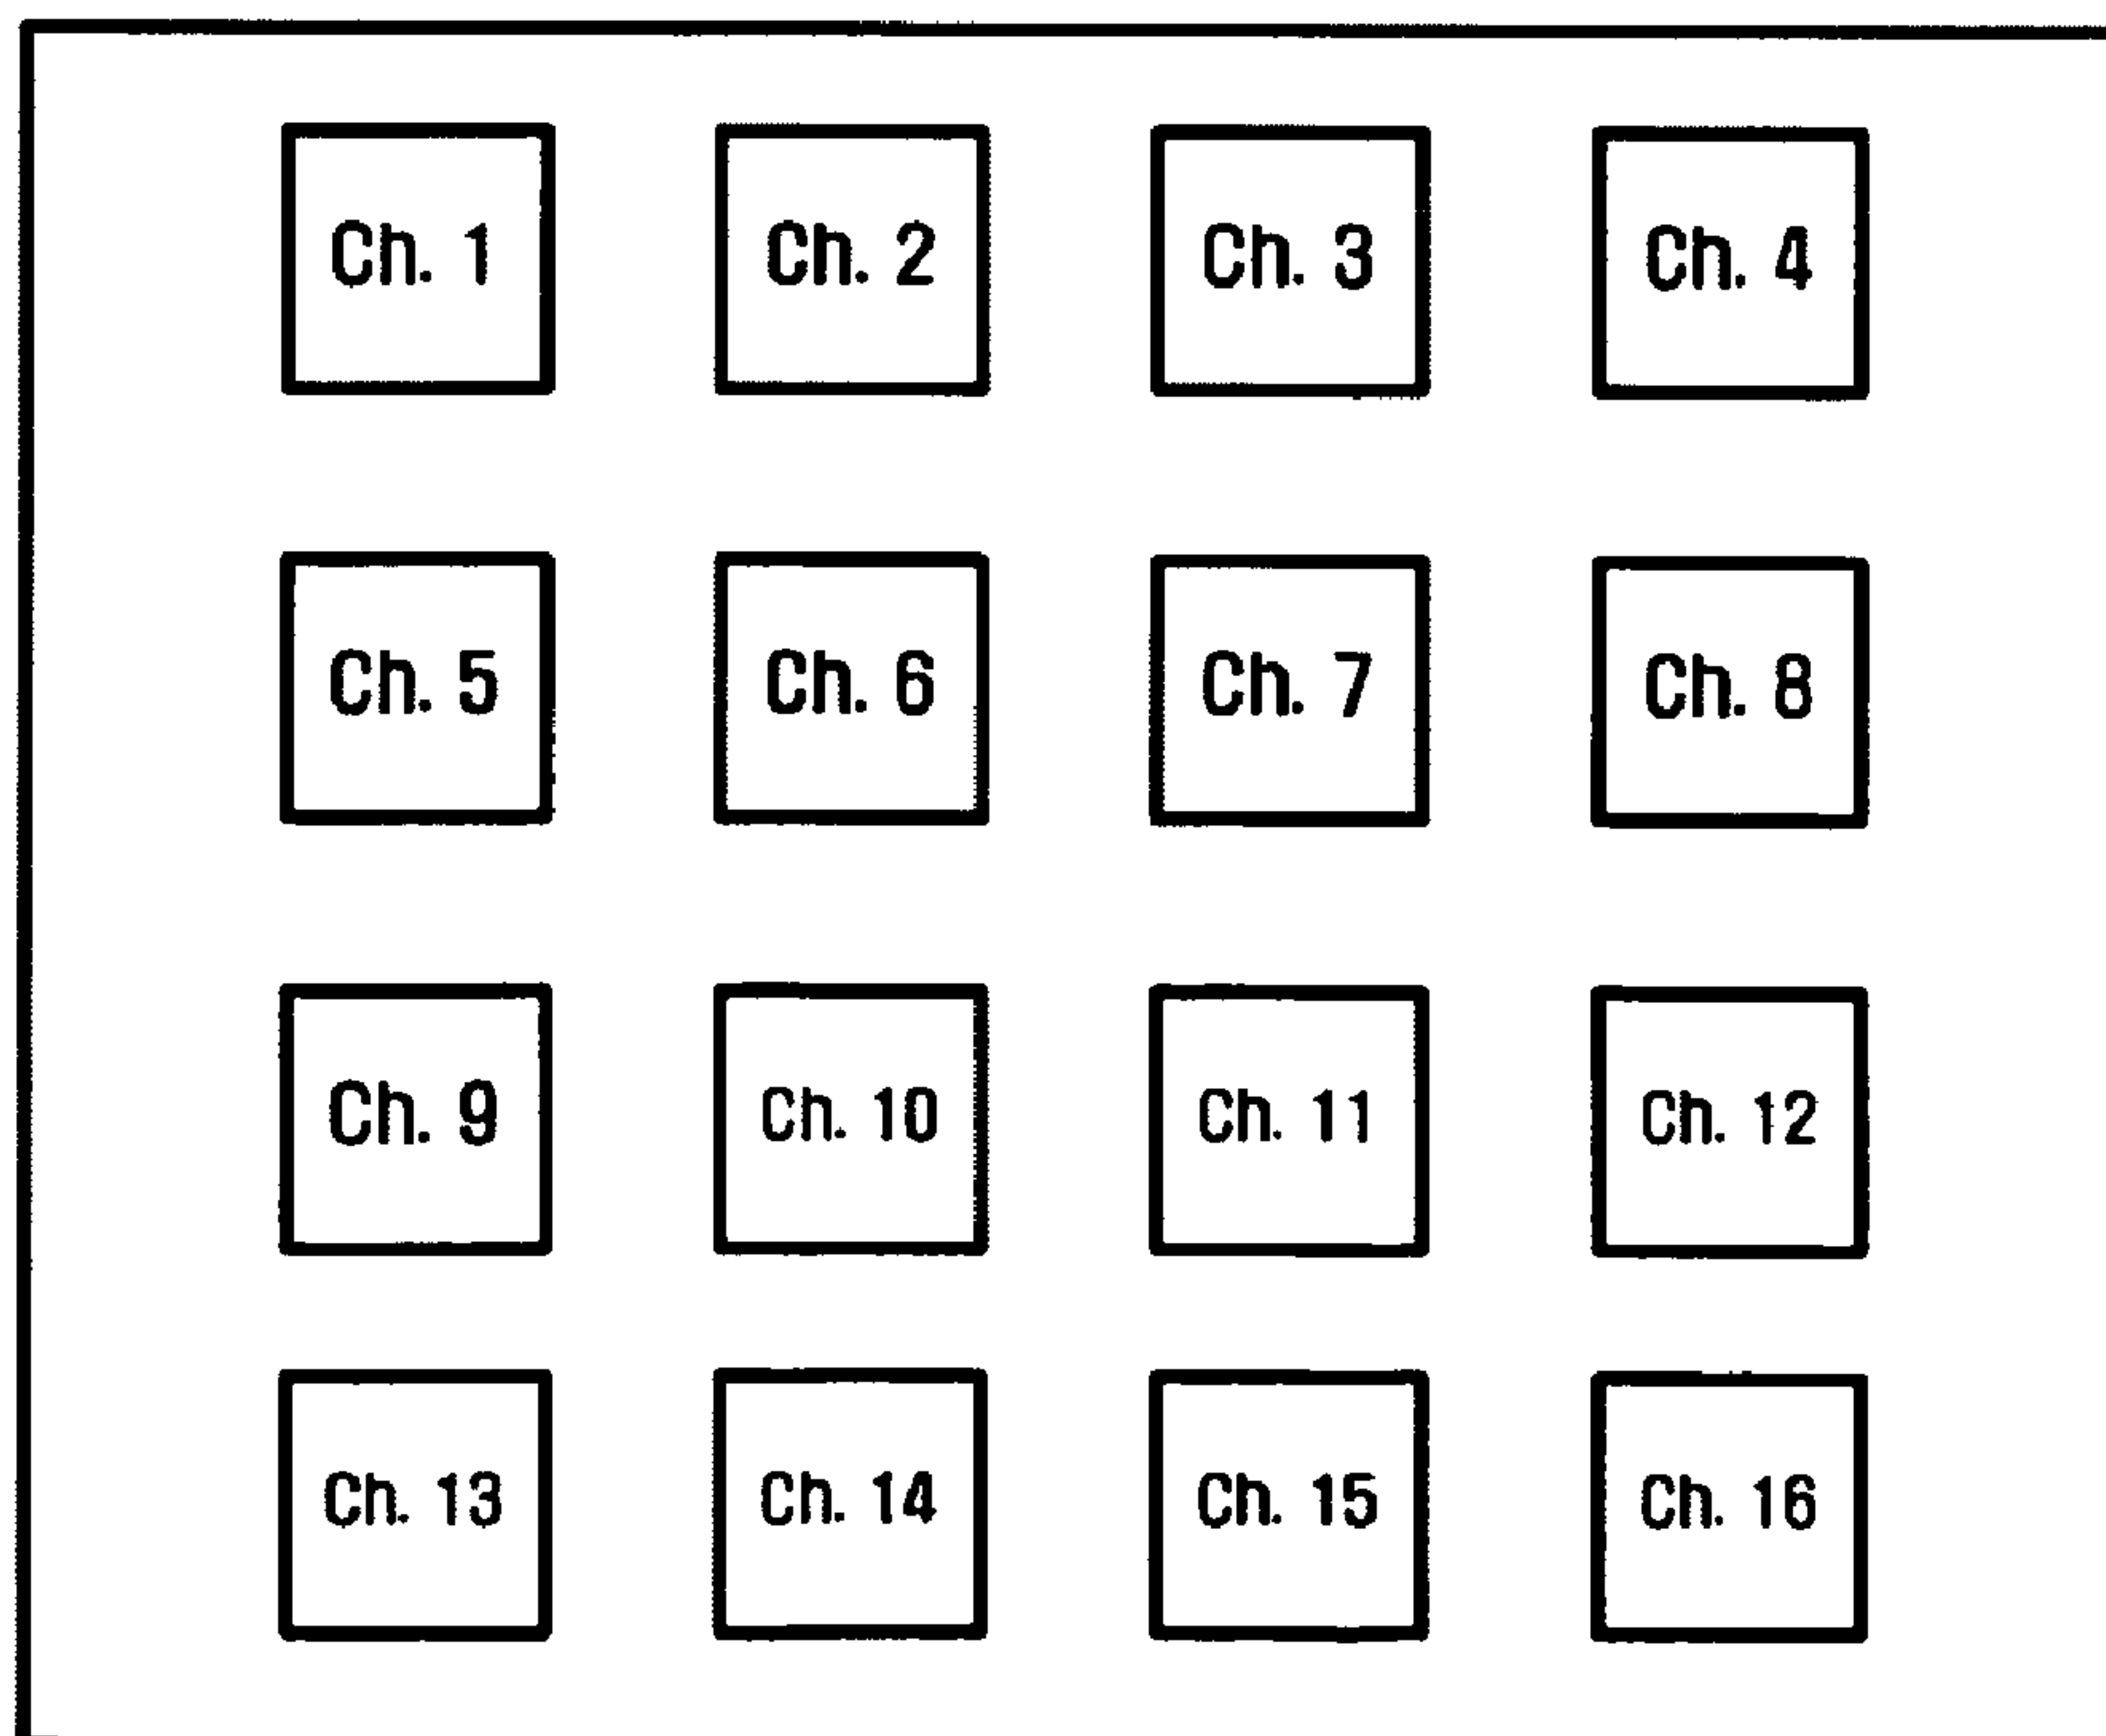 Ch. 1 Ch. 2 Ch. 3 Ch. 4
Ch. 5 Ch. 6 Ch. 7 Ch. 8
Ch. 9 Ch. 10 Ch. 11 Ch. 12
Ch. 13 Ch. 14 Ch. 15 Ch. 16